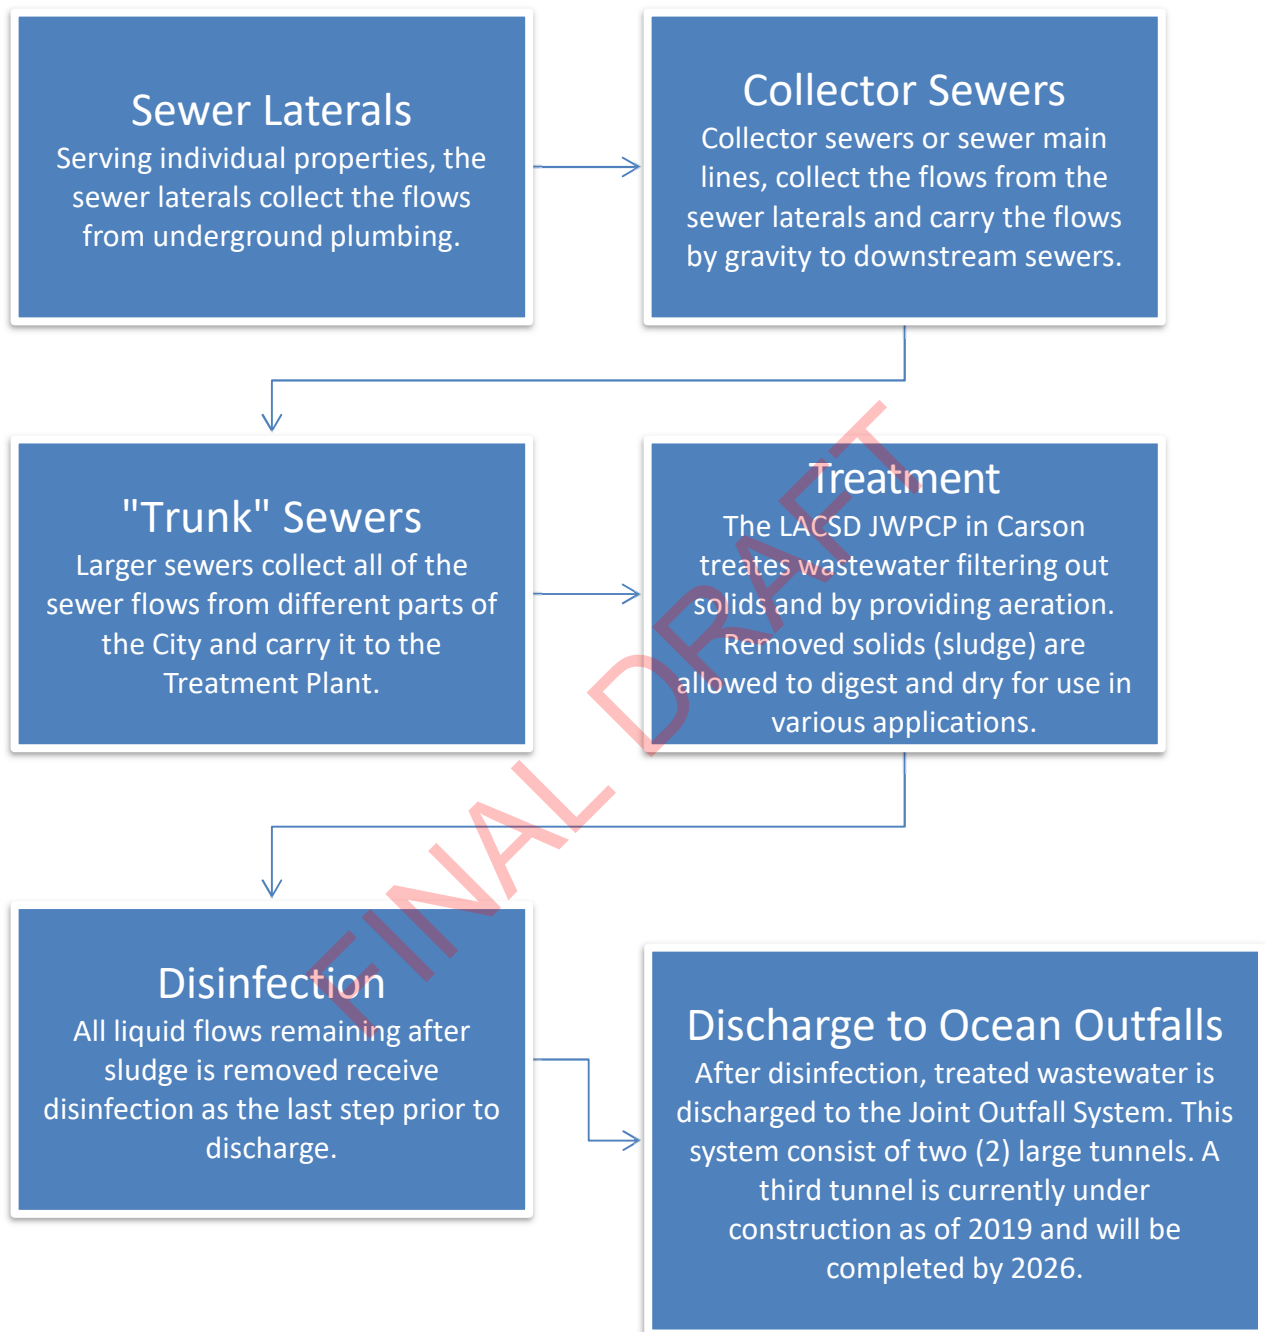 Sewer Laterals
Serving individual properties, the
sewer laterals collect the flows
from underground plumbing.
Collector Sewers
Collector sewers or sewer main
lines, collect the flows from the
sewer laterals and carry the flows
by gravity to downstream sewers.
"Trunk" Sewers
Larger sewers collect all of the
sewer flows from different parts of
the City and carry it to the
Treatment Plant.
Treatment
The LACSD JWPCP in Carson
treates wastewater filtering out
solids and by providing aeration.
Removed solids (sludge) are
allowed to digest and dry for use in
various applications.
Disinfection
All liquid flows remaining after
sludge is removed receive
disinfection as the last step prior to
discharge.
Discharge to Ocean Outfalls
After disinfection, treated wastewater is
discharged to the Joint Outfall System. This
system consist of two (2) large tunnels. A
third tunnel is currently under
construction as of 2019 and will be
completed by 2026.
FINAL DRAFT